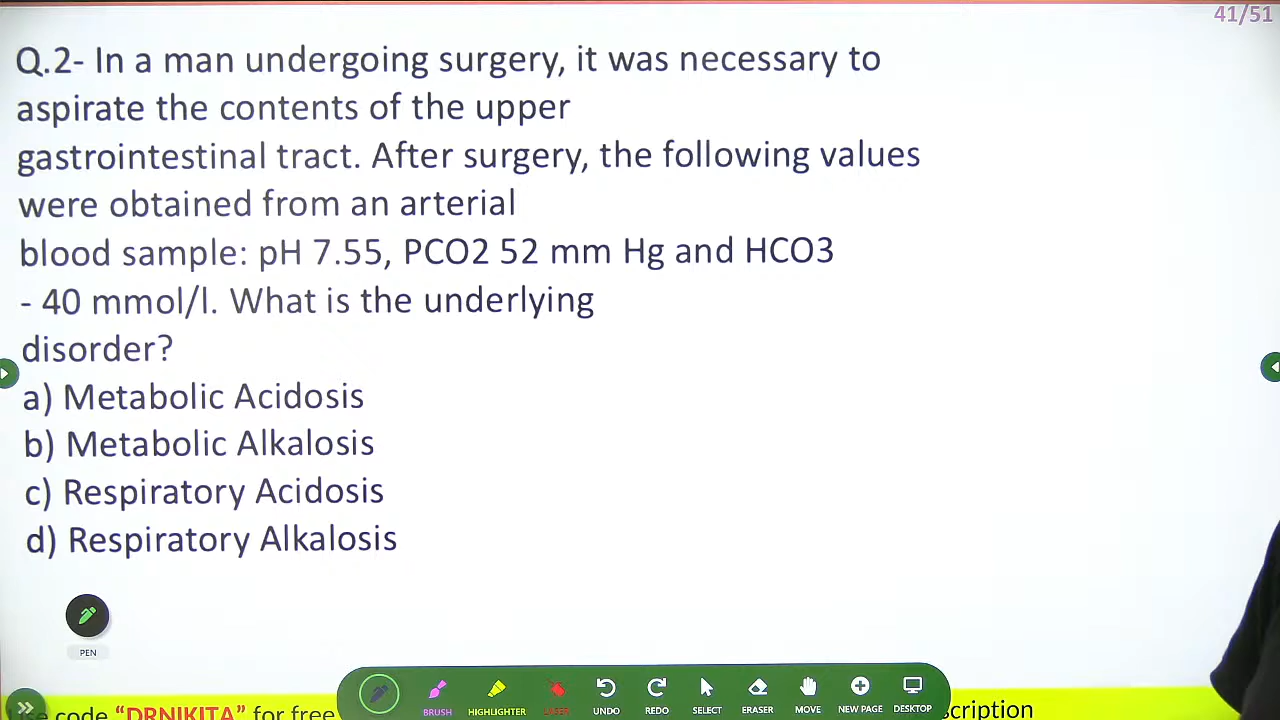 41/51
Q.2- In a man undergoing surgery, it was necessary to
aspirate the contents of the upper
gastrointestinal tract. After surgery, the following values
were obtained from an arterial
blood sample: pH 7.55, PCO2 52 mm Hg and HCO3
- 40 mmol/l. What is the underlying
disorder?
a) Metabolic Acidosis
b) Metabolic Alkalosis
c) Respiratory Acidosis
d) Respiratory Alkalosis
PEN
BRUSH HIGHLIGHTER LASER UNDO REDO SELECT ERASER MOVE NEW PAGE DESKTOP
code "DRNIKITA" for free